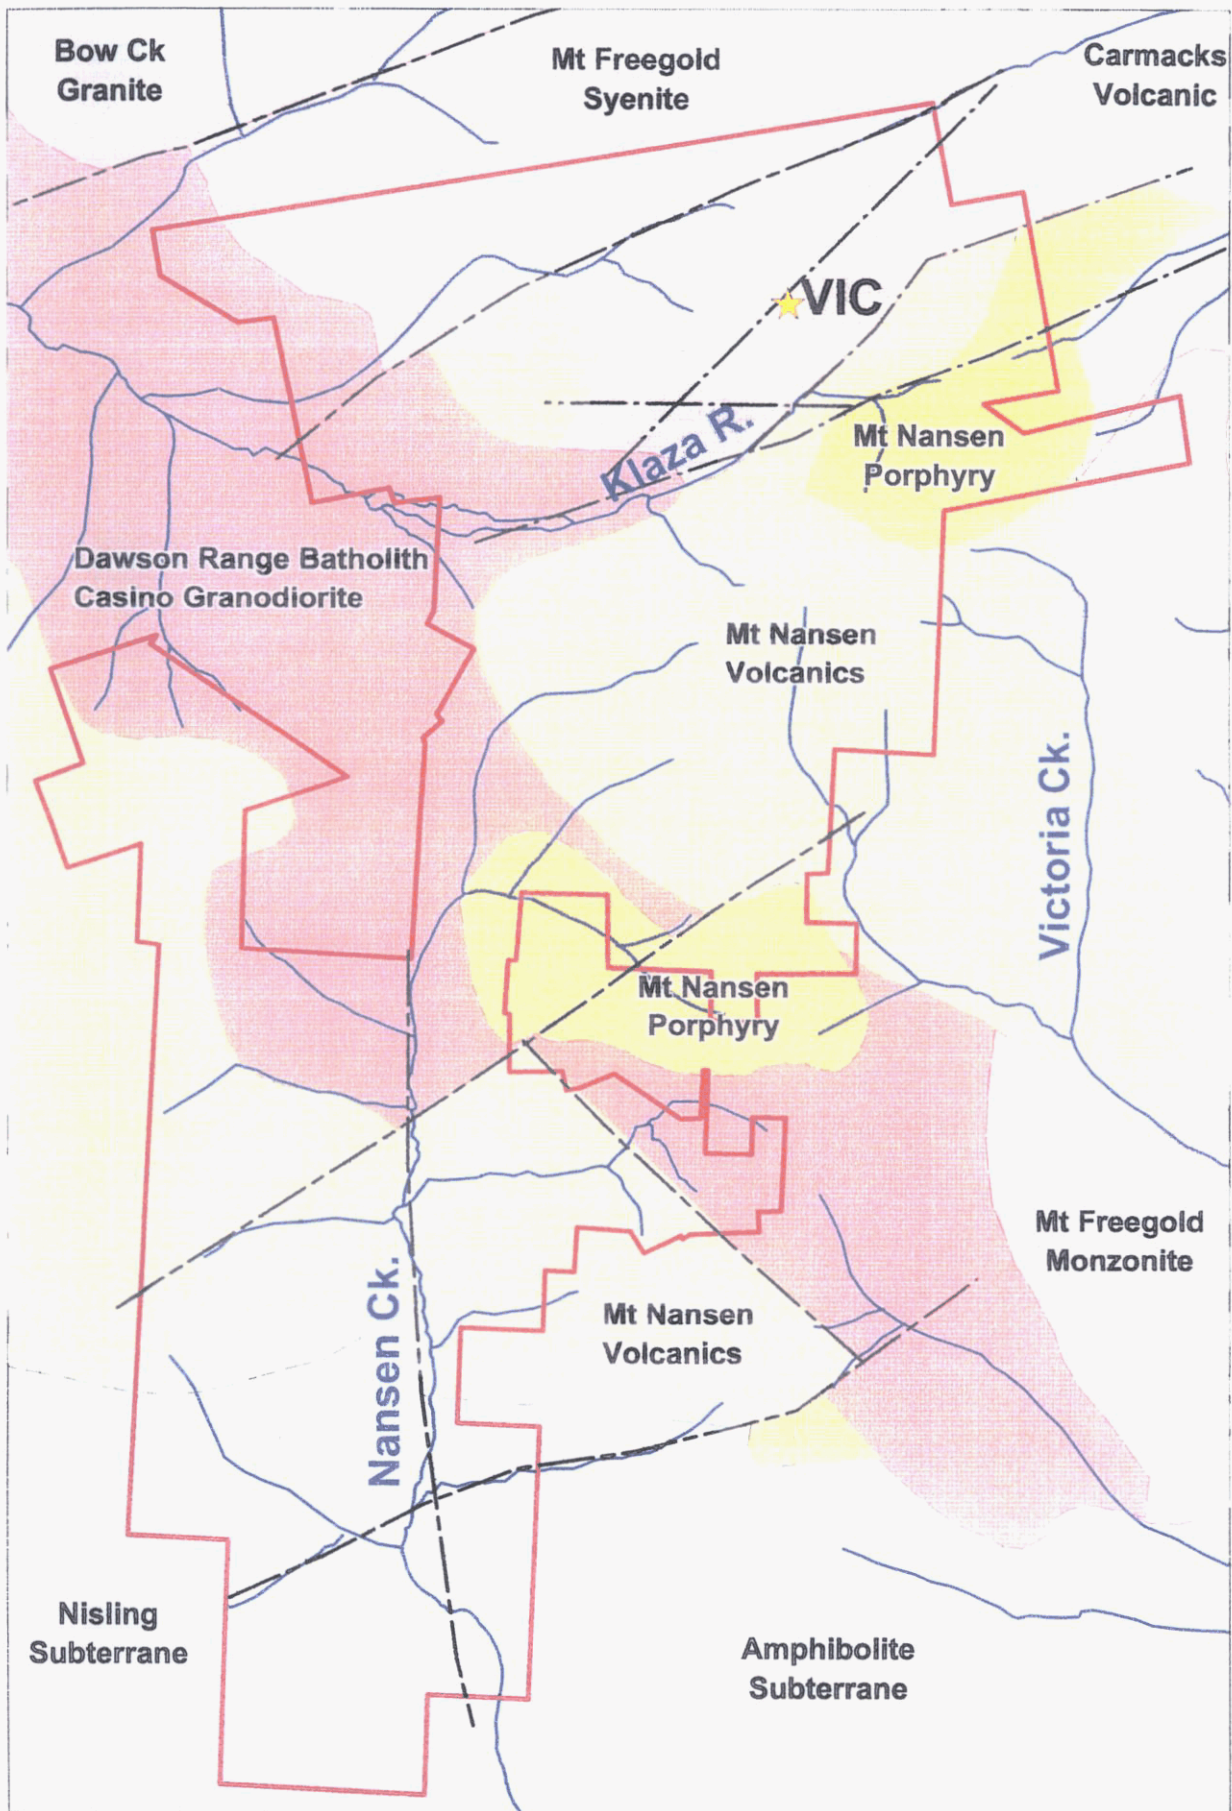 Bow Ck
Granite
Mt Freegold
Syenite
Carmacks
Volcanic
VIC
Klaza R.
Mt Nansen
Porphyry
Dawson Range Batholith
Casino Granodiorite
Mt Nansen
Volcanics
Victoria Ck.
Mt Nansen
Porphyry
Mt Freegold
Monzonite
Nansen Ck.
Mt Nansen
Volcanics
Nisling
Subterrane
Amphibolite
Subterrane